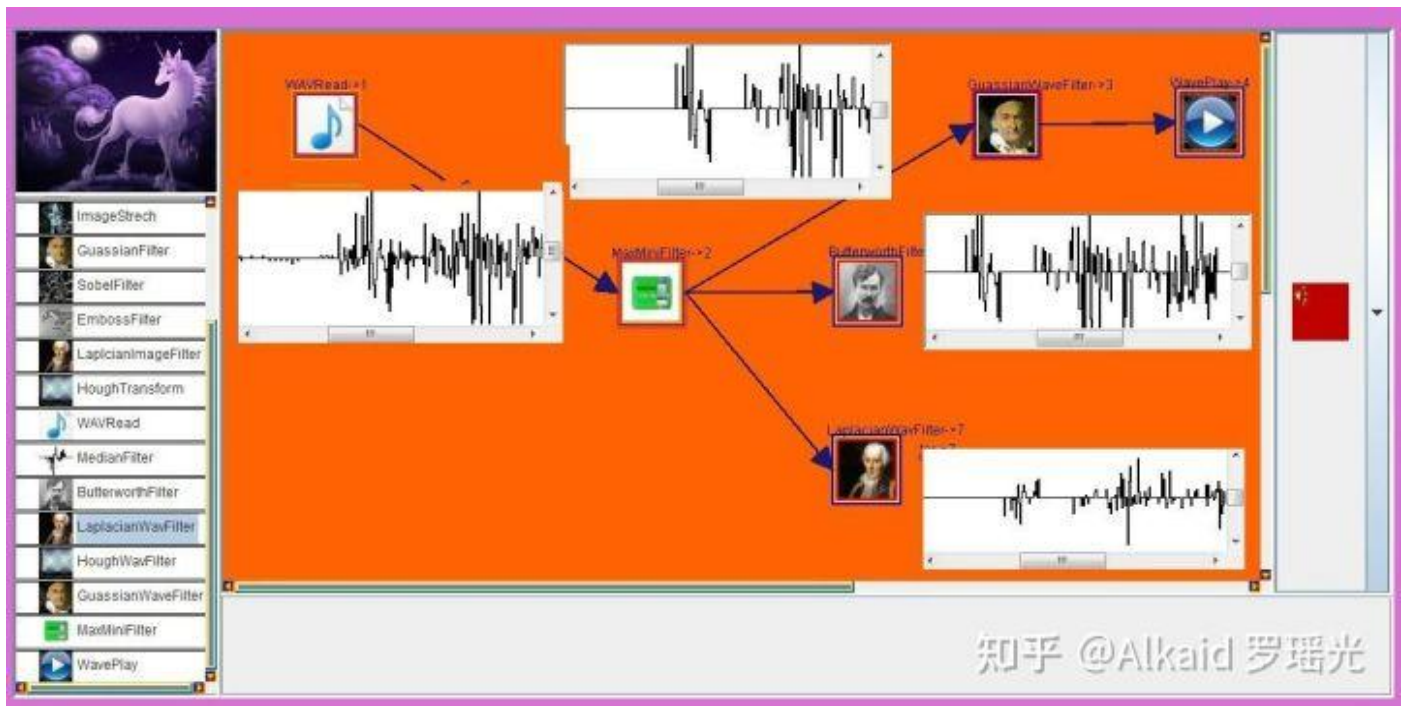 WAVRead->1
GuassianWaveFilter->3
WavePlay->4
MaxMiniFilter->2
ButterworthFilte
LaplacianWavFilter->7
ImageStrech
GuassianFilter
SobelFilter
EmbossFilter
LaplcianImageFilter
HoughTransform
WAVRead
MedianFilter
ButterworthFilter
LaplacianWavFilter
HoughWavFilter
GuassianWaveFilter
MaxMiniFilter
WavePlay
知乎 @Alkaid 罗瑶光